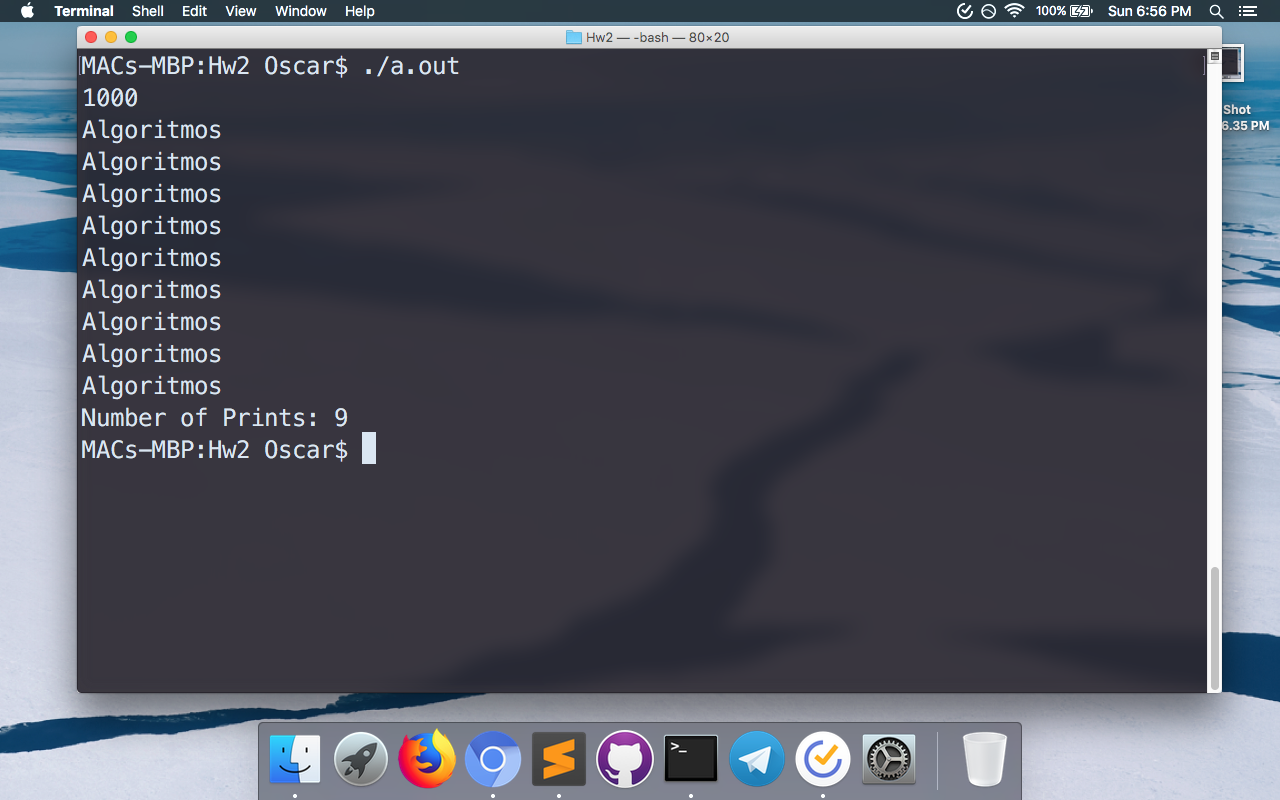 Terminal Shell Edit View Window Help 100% Sun 6:56 PM
Hw2 — -bash — 80×20
MACs-MBP:Hw2 Oscar$ ./a.out
1000
Algoritmos
Algoritmos
Algoritmos
Algoritmos
Algoritmos
Algoritmos
Algoritmos
Algoritmos
Algoritmos
Number of Prints: 9
MACs-MBP:Hw2 Oscar$
Shot
6.35 PM
>_